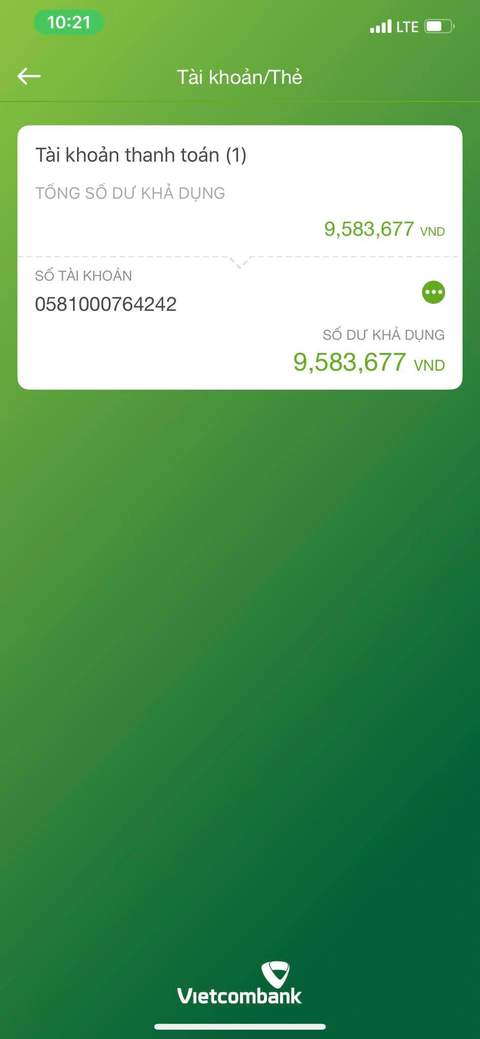 10:21
LTE
Tài khoản/Thẻ
Tài khoản thanh toán (1)
TỔNG SỐ DƯ KHẢ DỤNG
9,583,677 VND
SỐ TÀI KHOẢN
0581000764242
SỐ DƯ KHẢ DỤNG
9,583,677 VND
Vietcombank